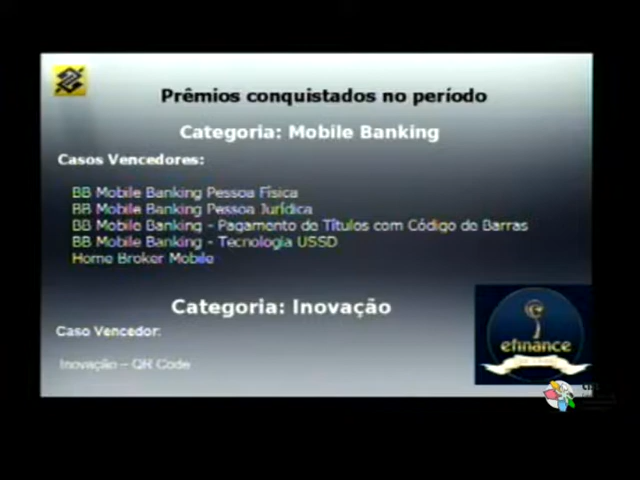 Prêmios conquistados no período
Categoria: Mobile Banking
Casos Vencedores:
BB Mobile Banking Pessoa Física
BB Mobile Banking Pessoa Jurídica
BB Mobile Banking - Pagamento de Títulos com Código de Barras
BB Mobile Banking - Tecnologia USSD
Home Broker Mobile
Categoria: Inovação
Caso Vencedor:
Inovação – QR Code
efinance